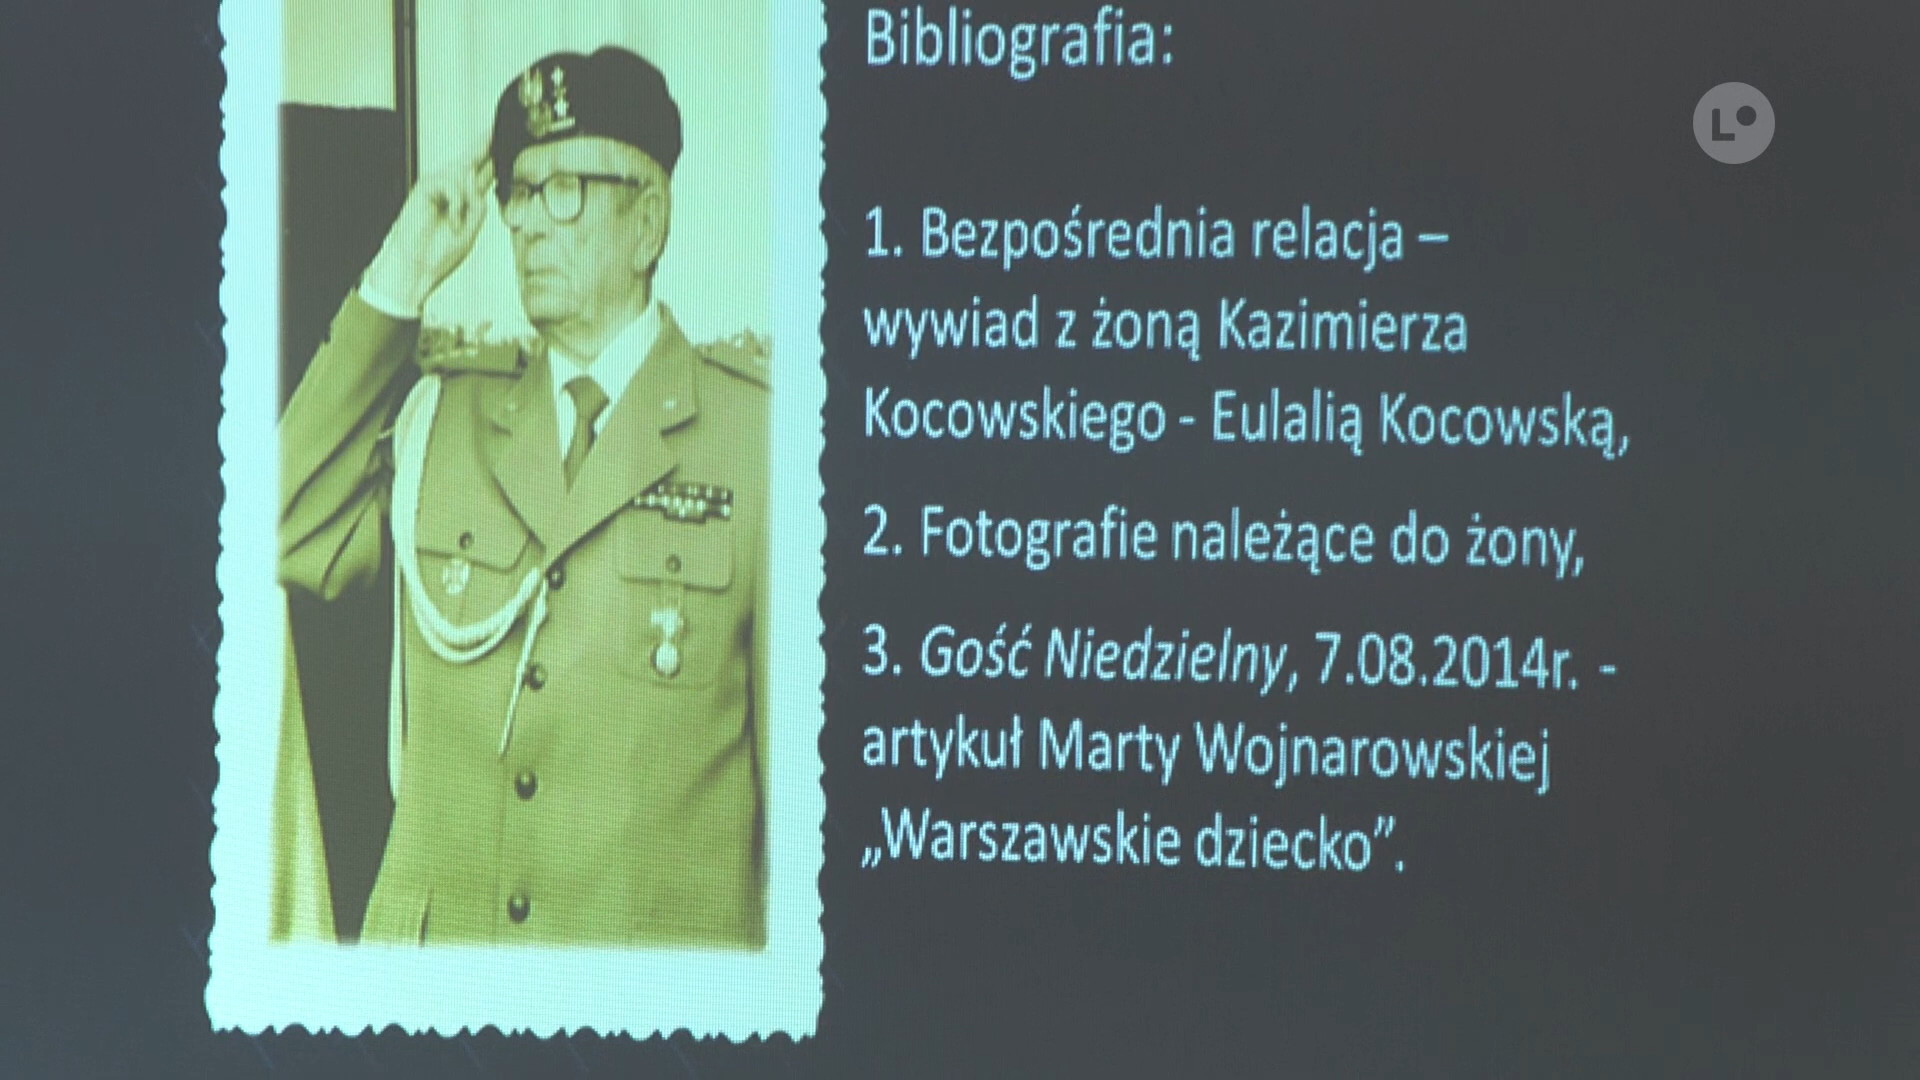 Bibliografia:
1. Bezpośrednia relacja –
wywiad z żoną Kazimierza
Kocowskiego - Eulalią Kocowską,
2. Fotografie należące do żony,
3. Gość Niedzielny, 7.08.2014r. -
artykuł Marty Wojnarowskiej
„Warszawskie dziecko”.
L